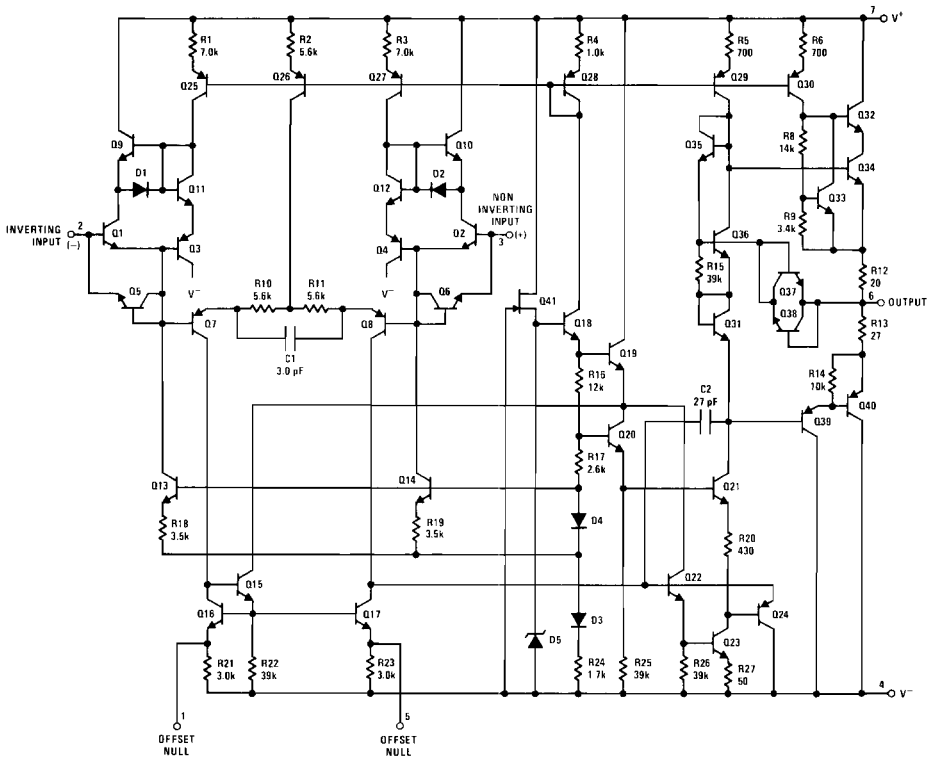 7
V+
R1
7.0k
R2
5.6k
R3
7.0k
R4
1.0k
R5
700
R6
700
Q25
Q26
Q27
Q28
Q29
Q30
Q32
Q9
Q10
Q35
R8
14k
D1
Q11
Q12
D2
Q34
Q33
NON
INVERTING
INPUT
(+)
3
INVERTING
INPUT
2
(−)
Q1
Q3
Q4
Q2
R9
3.4k
Q36
R15
39k
Q5
V−
V−
Q6
Q41
Q37
Q38
R12
20
6
OUTPUT
R10
5.6k
R11
5.6k
Q7
Q8
Q18
Q31
R13
27
C1
3.0 pF
Q19
R16
12k
R14
10k
C2
27 pF
Q40
Q39
Q20
R17
2.6k
Q13
Q14
Q21
R18
3.5k
R19
3.5k
D4
R20
430
Q15
Q22
Q16
Q17
D3
Q24
Q23
D5
R21
3.0k
R22
39k
R23
3.0k
R24
1.7k
R25
39k
R26
39k
R27
50
4
V−
1
5
OFFSET
NULL
OFFSET
NULL